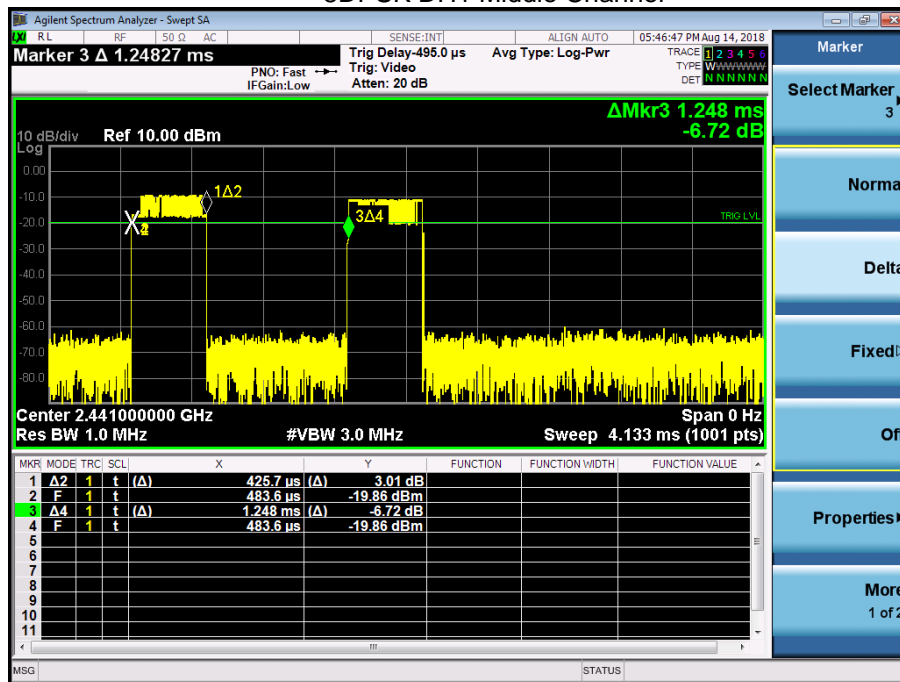 Agilent Spectrum Analyzer - Swept SA
LXI RL RF 50 Ω AC SENSE:INT ALIGN AUTO 05:46:47 PM Aug 14, 2018
Marker 3 Δ 1.24827 ms
PNO: Fast
IFGain:Low
Trig Delay-495.0 µs
Trig: Video
Atten: 20 dB
Avg Type: Log-Pwr
TRACE 1 2 3 4 5 6
TYPE WWWWWW
DET N N N N N N
ΔMkr3 1.248 ms
-6.72 dB
10 dB/div Ref 10.00 dBm
Log
0.00
-10.0
-20.0
-30.0
-40.0
-50.0
-60.0
-70.0
-80.0
1Δ2
3Δ4
TRIG LVL
Center 2.441000000 GHz Span 0 Hz
Res BW 1.0 MHz #VBW 3.0 MHz Sweep 4.133 ms (1001 pts)
MKR MODE TRC SCL X Y FUNCTION FUNCTION WIDTH FUNCTION VALUE
1 Δ2 1 t (Δ) 425.7 µs (Δ) 3.01 dB
2 F 1 t 483.6 µs -19.86 dBm
3 Δ4 1 t (Δ) 1.248 ms (Δ) -6.72 dB
4 F 1 t 483.6 µs -19.86 dBm
5
6
7
8
9
10
11
MSG STATUS
Marker
Select Marker
3
Norma
Delta
Fixed
Of
Properties
More
1 of 2